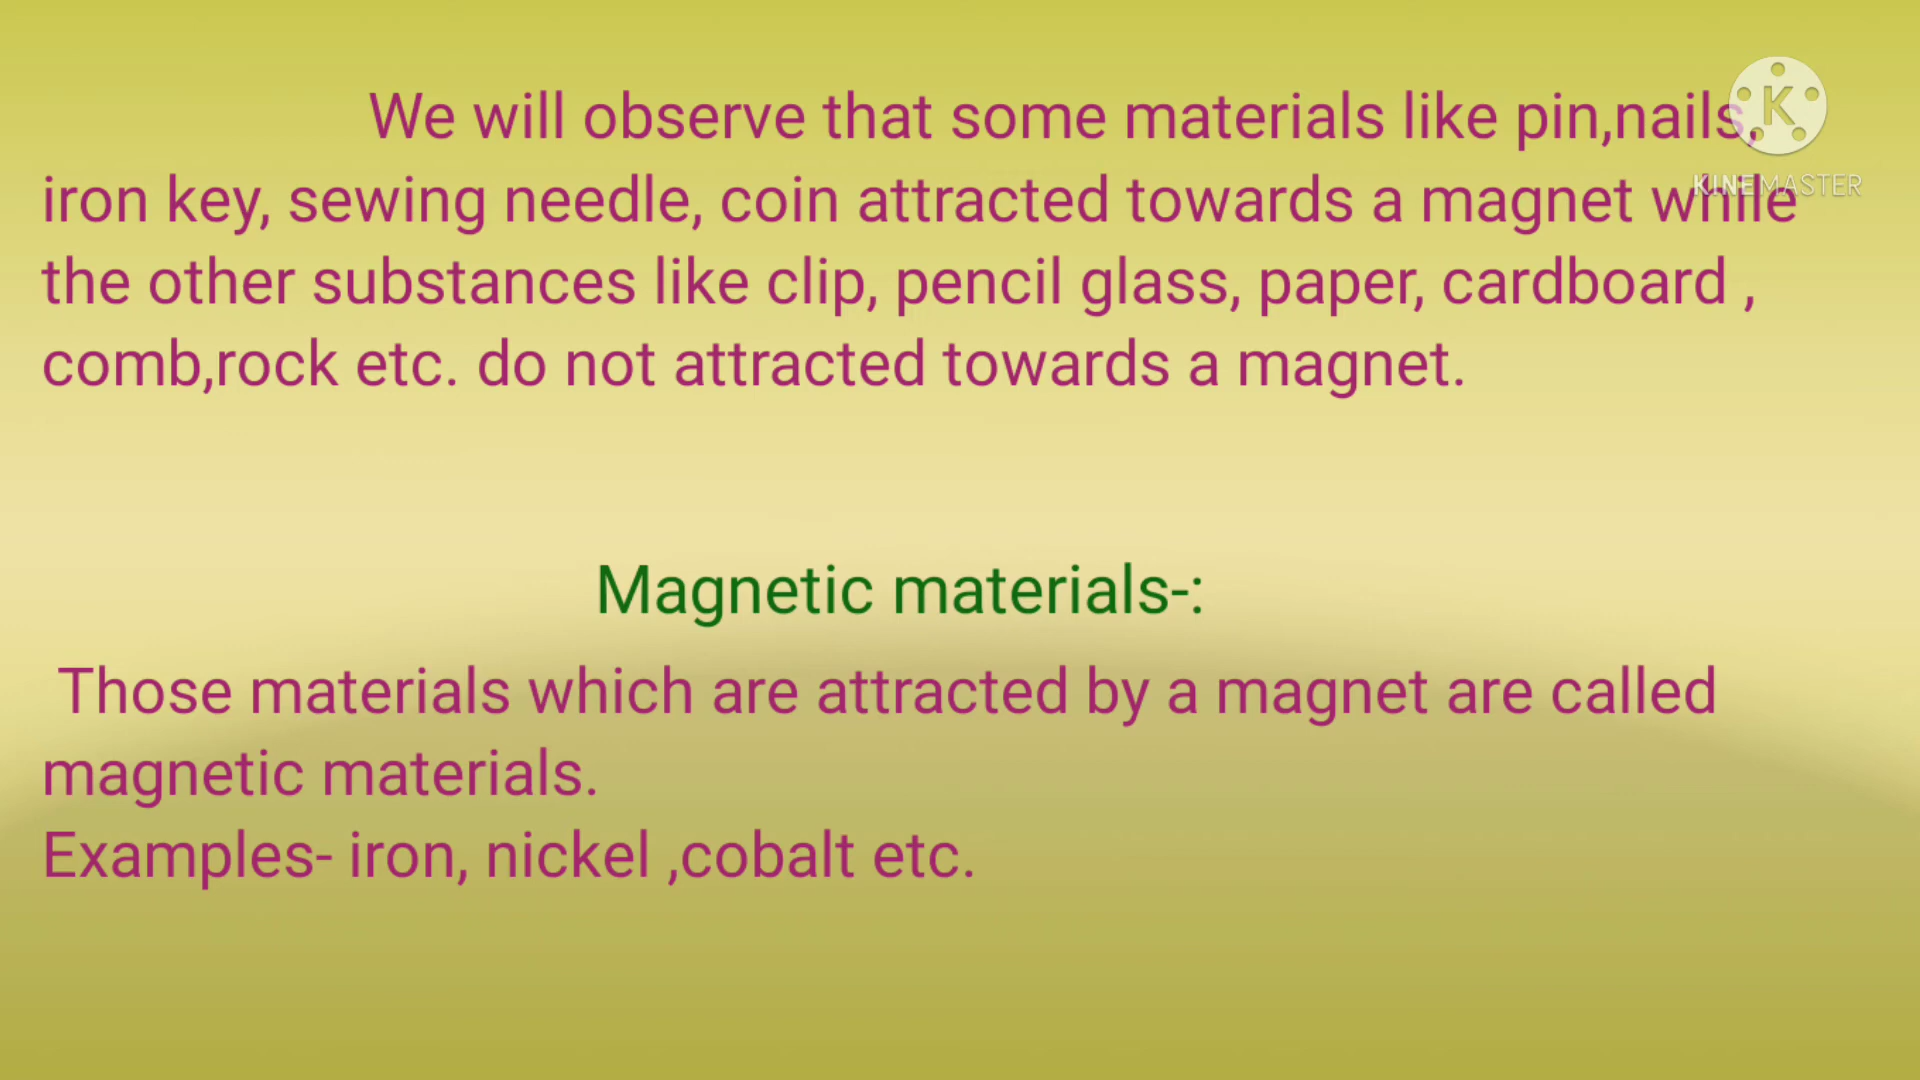 We will observe that some materials like pin,nails,
iron key, sewing needle, coin attracted towards a magnet while
the other substances like clip, pencil glass, paper, cardboard ,
comb,rock etc. do not attracted towards a magnet.
Magnetic materials-:
Those materials which are attracted by a magnet are called
magnetic materials.
Examples- iron, nickel ,cobalt etc.
K
KINEMASTER